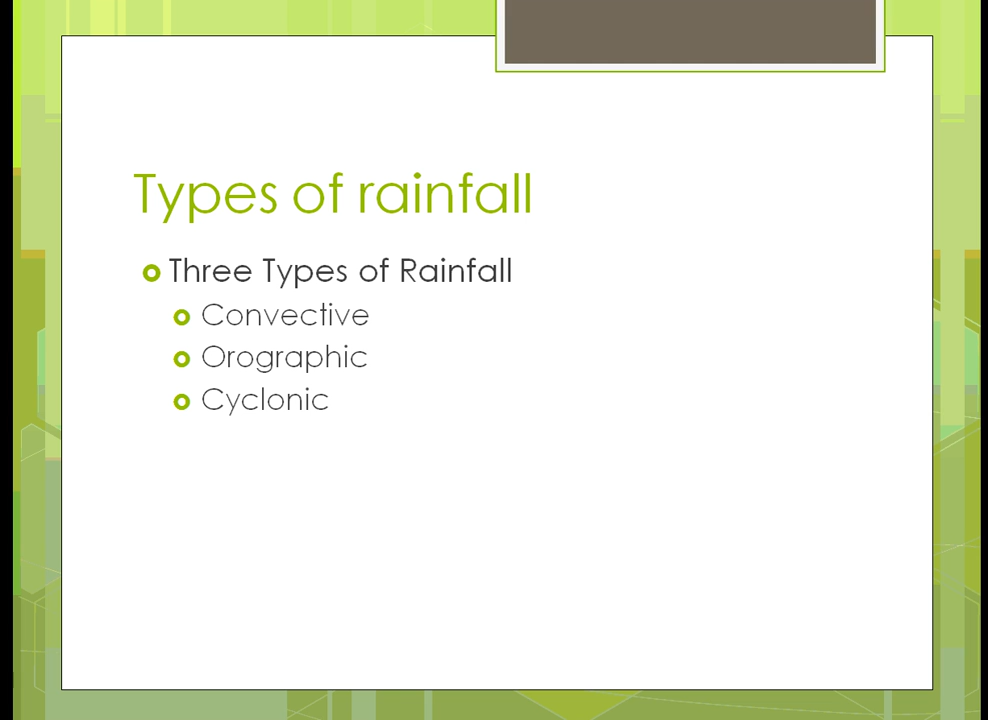 Types of rainfall
Three Types of Rainfall
Convective
Orographic
Cyclonic